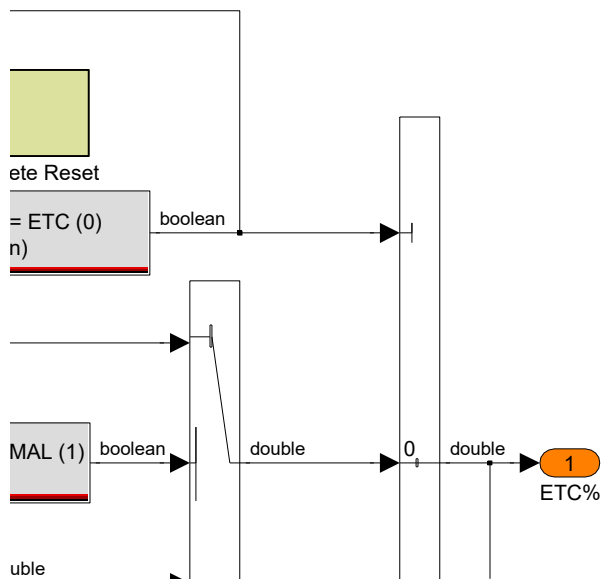 ete Reset
= ETC (0)
n)
boolean
MAL (1)
boolean
double
0
double
1
ETC%
uble